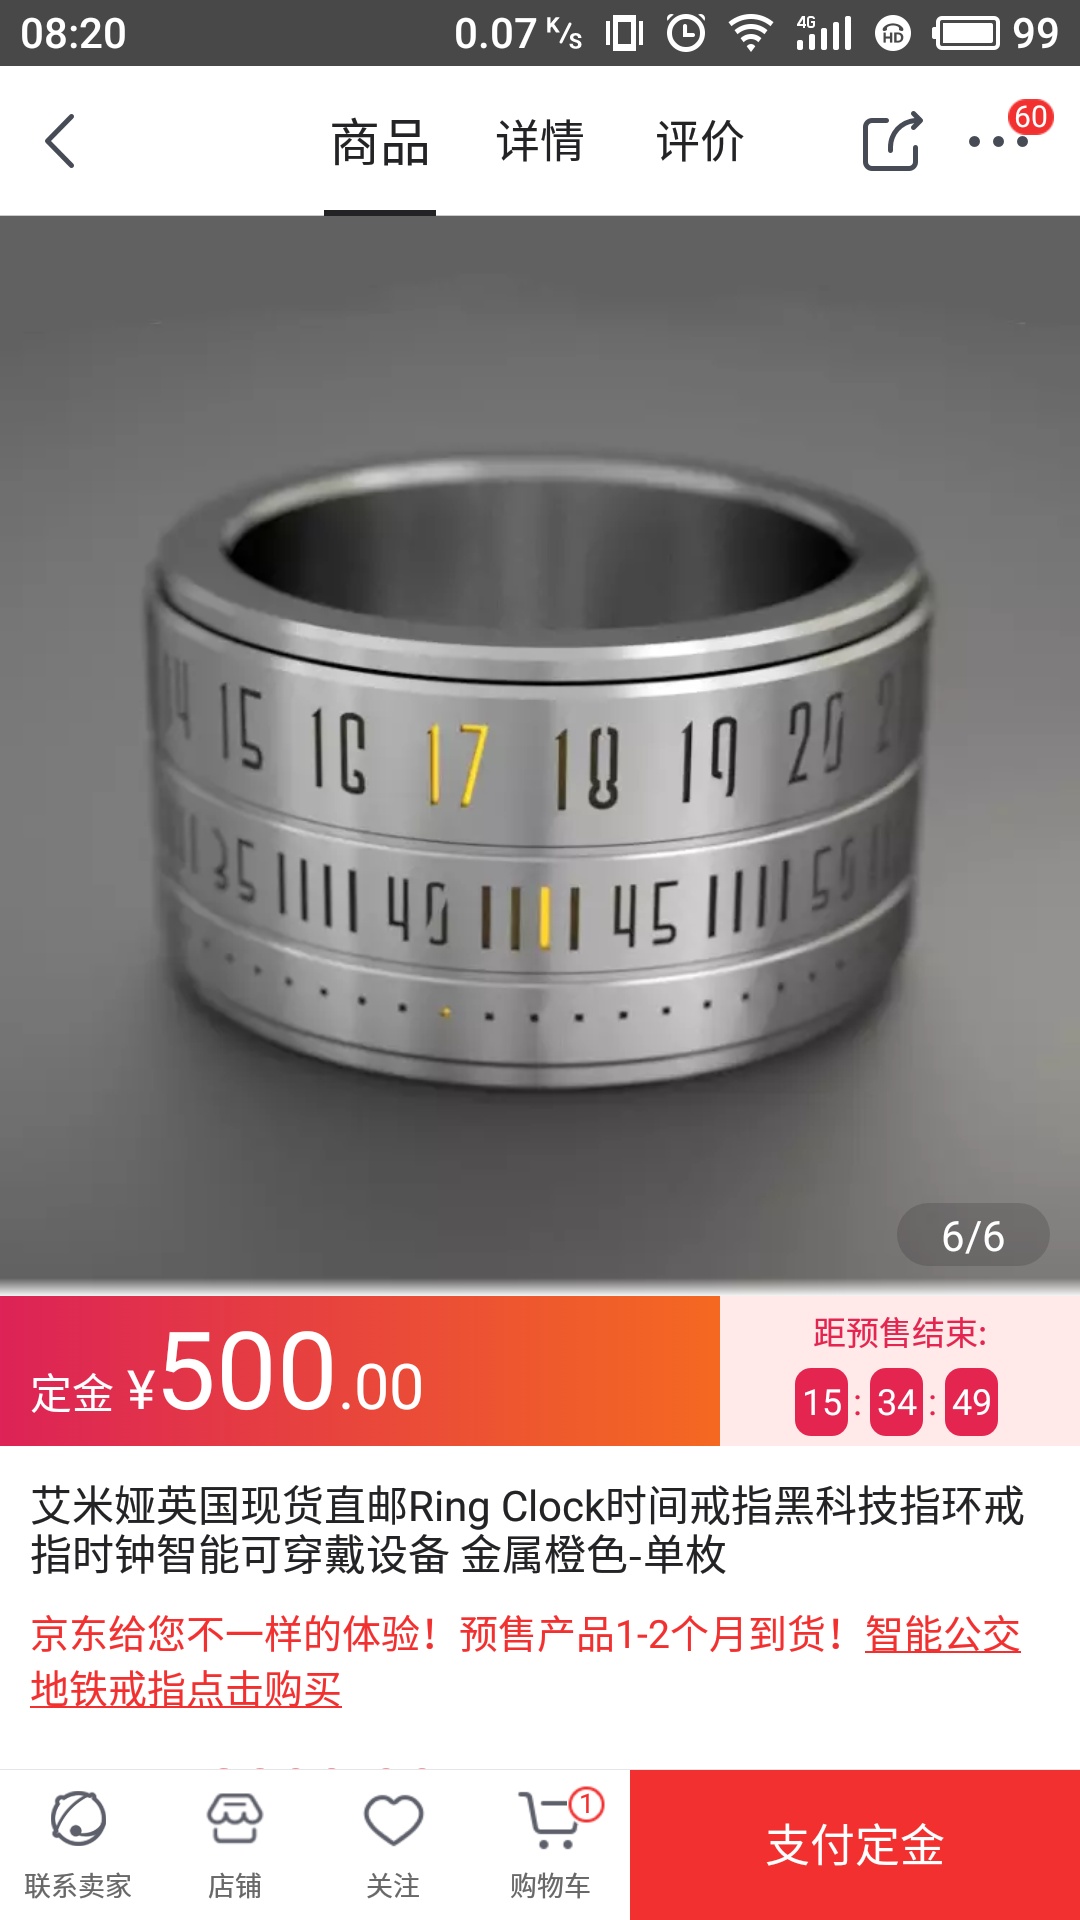 08:20 0.07 K/s 4G HD 99
商品 详情 评价 60
15 16 17 18 19 20
35 40 45 50
6/6
定金 ¥500.00
距预售结束:
15 : 34 : 49
艾米娅英国现货直邮Ring Clock时间戒指黑科技指环戒
指时钟智能可穿戴设备 金属橙色-单枚
京东给您不一样的体验！预售产品1-2个月到货！智能公交
地铁戒指点击购买
1
联系卖家 店铺 关注 购物车 支付定金